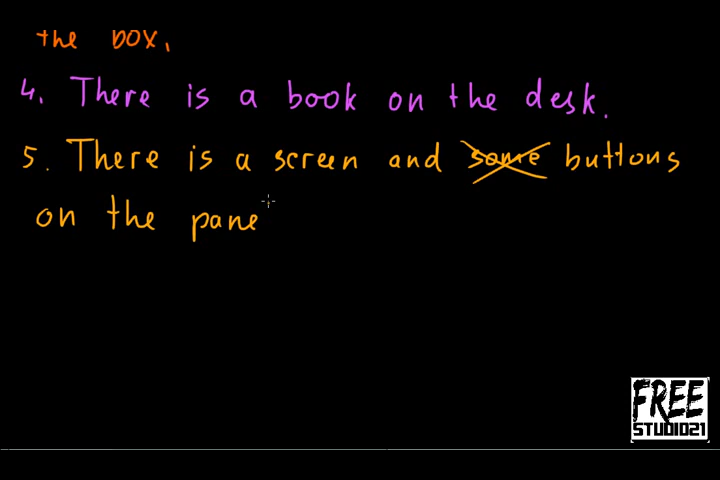 the box.
4. There is a book on the desk.
5. There is a screen and some buttons
on the pane
FREE
STUDIO21